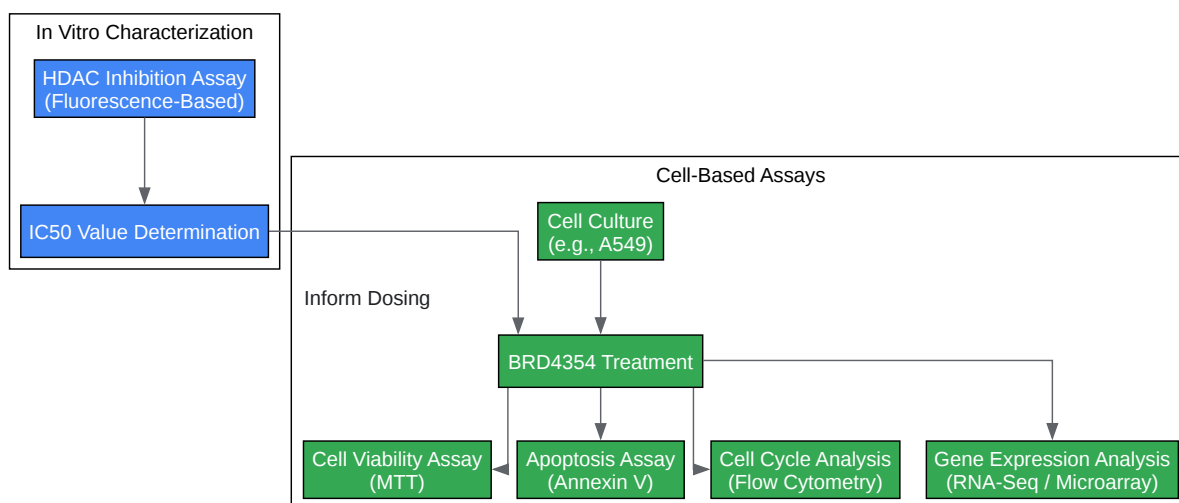 In Vitro Characterization
HDAC Inhibition Assay
(Fluorescence-Based)
IC50 Value Determination
Cell-Based Assays
Cell Culture
(e.g., A549)
Inform Dosing
BRD4354 Treatment
Cell Viability Assay
(MTT)
Apoptosis Assay
(Annexin V)
Cell Cycle Analysis
(Flow Cytometry)
Gene Expression Analysis
(RNA-Seq / Microarray)